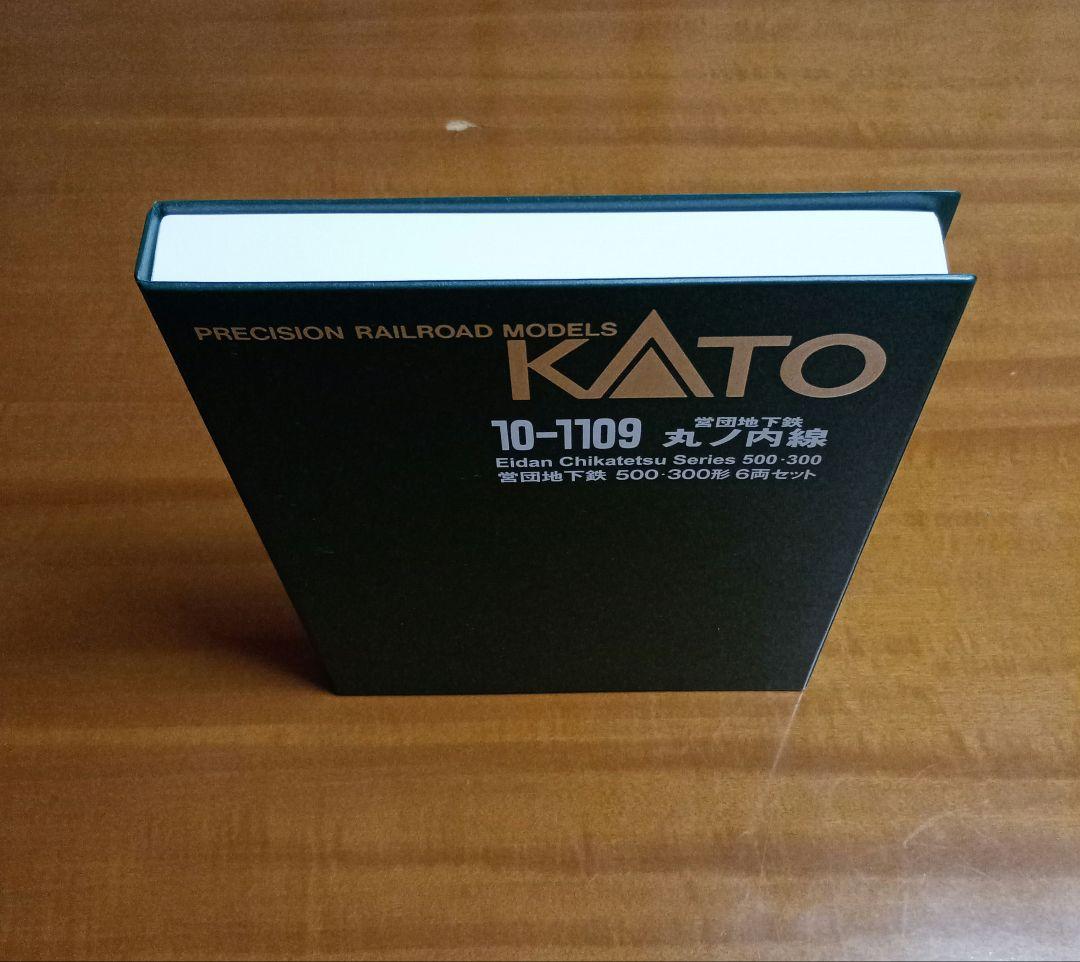 PRECISION RAILROAD MODELS
KATO
10-1109 営団地下鉄
丸ノ内線
Eidan Chikatetsu Series 500·300
営団地下鉄 500·300形 6両セット